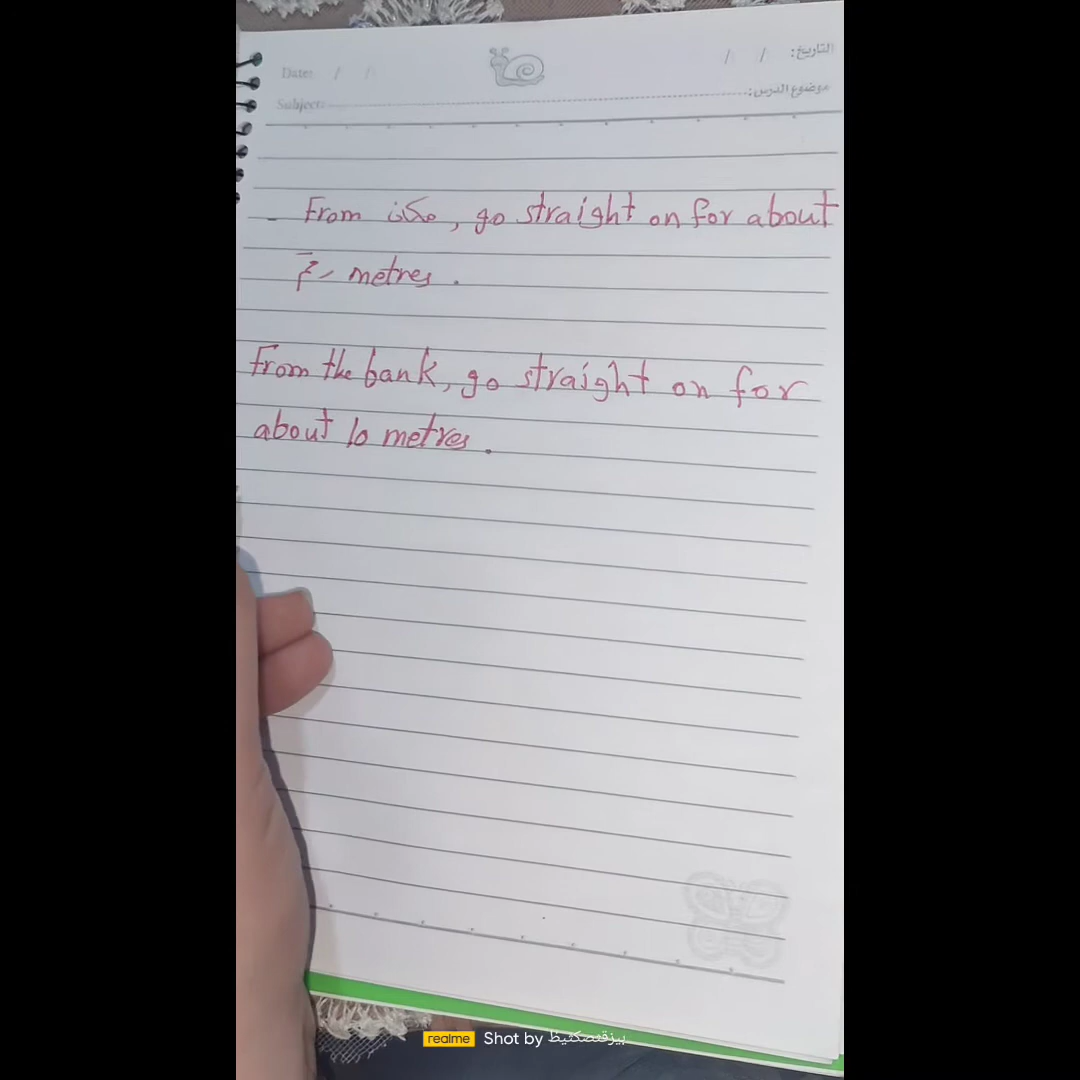 Date: / /
التاريخ: / /
Subject:
موضوع الدرس:
- From مكان, go straight on for about
metres.
From the bank, go straight on for
about 10 metres.
realme Shot by